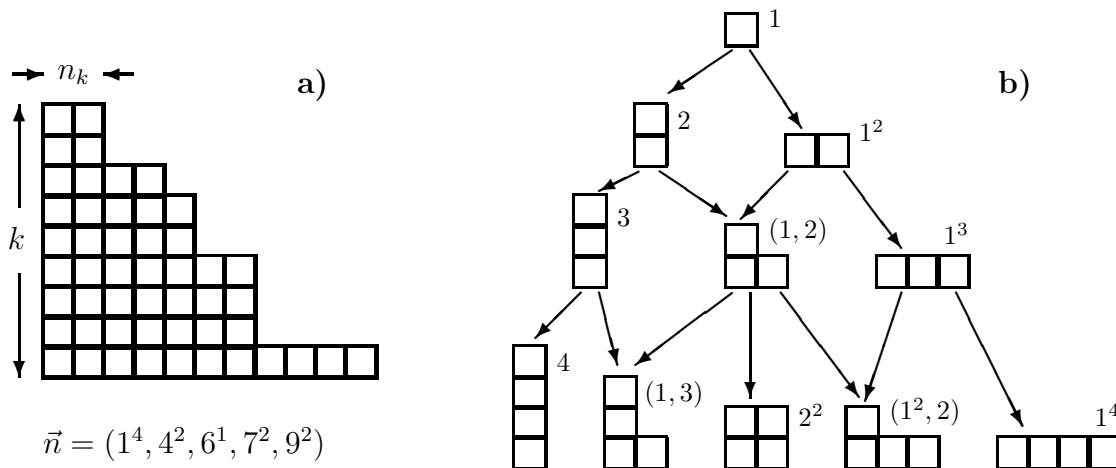 n_k
a)
k
\vec{n} = (1^4, 4^2, 6^1, 7^2, 9^2)
b)
1
2
1^2
3
(1, 2)
1^3
4
(1, 3)
2^2
(1^2, 2)
1^4